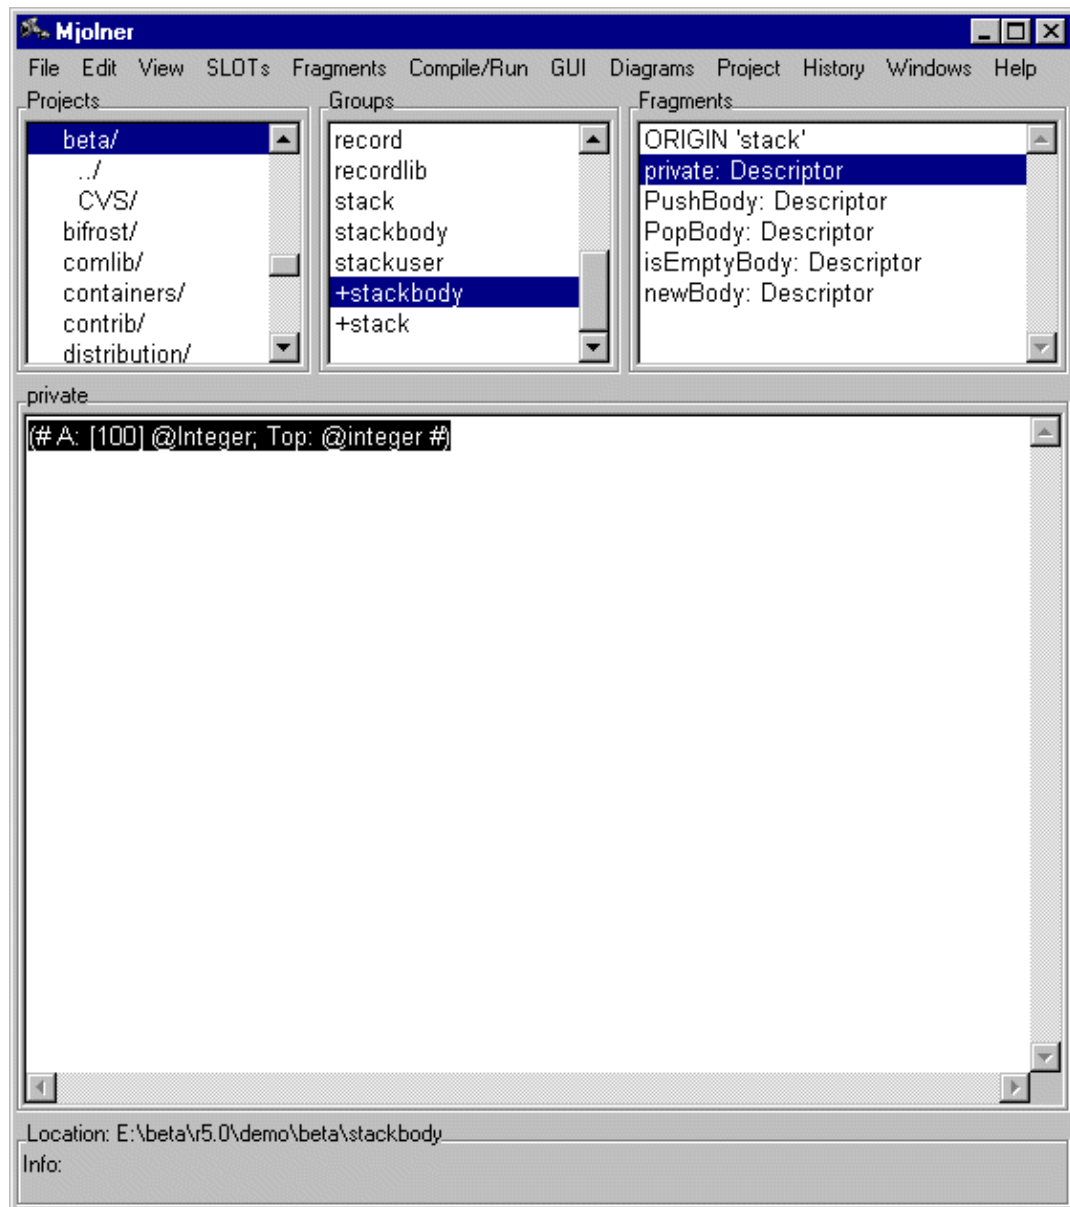 Mjolner
File Edit View SLOTs Fragments Compile/Run GUI Diagrams Project History Windows Help
Projects
beta/
../
CVS/
bifrost/
comlib/
containers/
contrib/
distribution/
Groups
record
recordlib
stack
stackbody
stackuser
+stackbody
+stack
Fragments
ORIGIN 'stack'
private: Descriptor
PushBody: Descriptor
PopBody: Descriptor
isEmptyBody: Descriptor
newBody: Descriptor
private
(# A: [100] @Integer; Top: @integer #)
Location: E:\beta\r5.0\demo\beta\stackbody
Info: